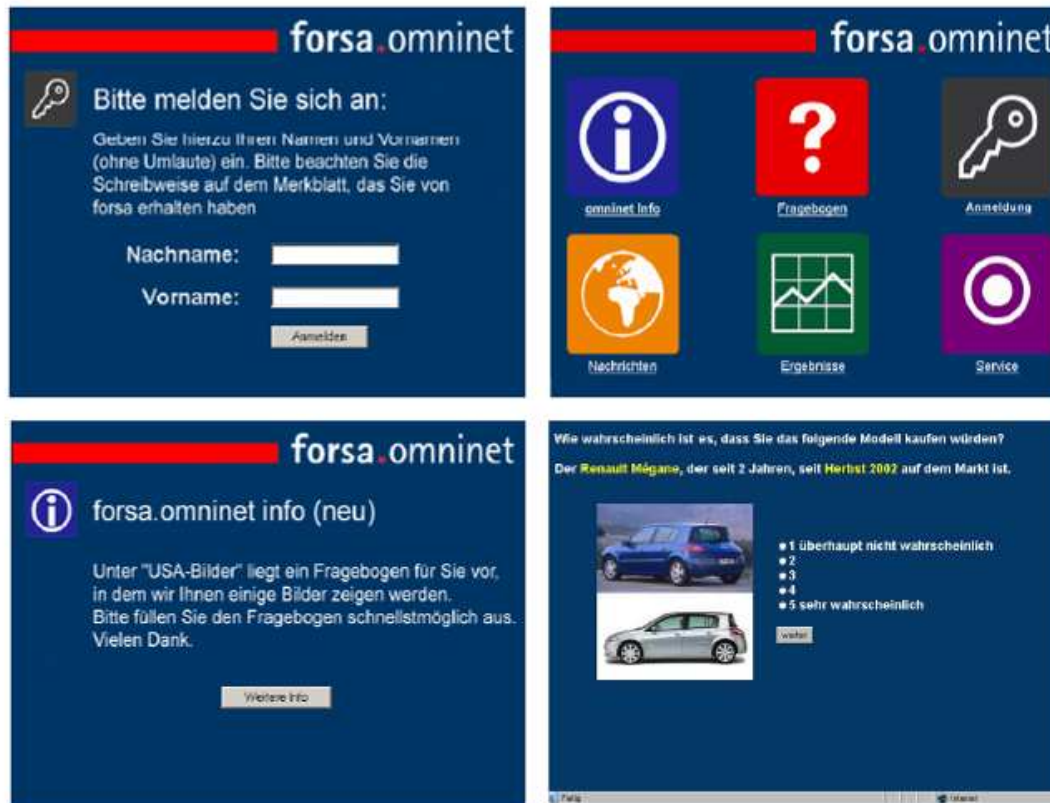 forsa.omninet
Bitte melden Sie sich an:
Geben Sie hierzu Ihren Namen und Vornamen
(ohne Umlaute) ein. Bitte beachten Sie die
Schreibweise auf dem Merkblatt, das Sie von
forsa erhalten haben
Nachname:
Vorname:
Anmelden
forsa.omninet
omninet Info
Fragebogen
Anmeldung
Nachrichten
Ergebnisse
Service
forsa.omninet
forsa.omninet info (neu)
Unter "USA-Bilder" liegt ein Fragebogen für Sie vor,
in dem wir Ihnen einige Bilder zeigen werden.
Bitte füllen Sie den Fragebogen schnellstmöglich aus.
Vielen Dank.
Weitere Info
Wie wahrscheinlich ist es, dass Sie das folgende Modell kaufen würden?
Der Renault Mégane, der seit 2 Jahren, seit Herbst 2002 auf dem Markt ist.
1 überhaupt nicht wahrscheinlich
2
3
4
5 sehr wahrscheinlich
weiter
Fertig
Internet